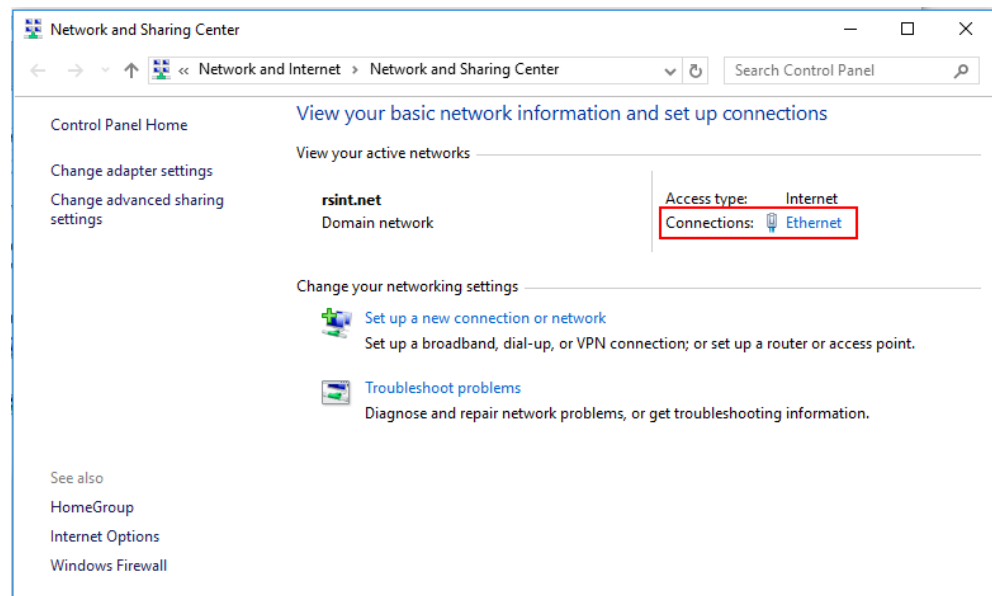 Network and Sharing Center
« Network and Internet > Network and Sharing Center
Search Control Panel
Control Panel Home
Change adapter settings
Change advanced sharing
settings
View your basic network information and set up connections
View your active networks
rsint.net
Domain network
Access type: Internet
Connections: Ethernet
Change your networking settings
Set up a new connection or network
Set up a broadband, dial-up, or VPN connection; or set up a router or access point.
Troubleshoot problems
Diagnose and repair network problems, or get troubleshooting information.
See also
HomeGroup
Internet Options
Windows Firewall